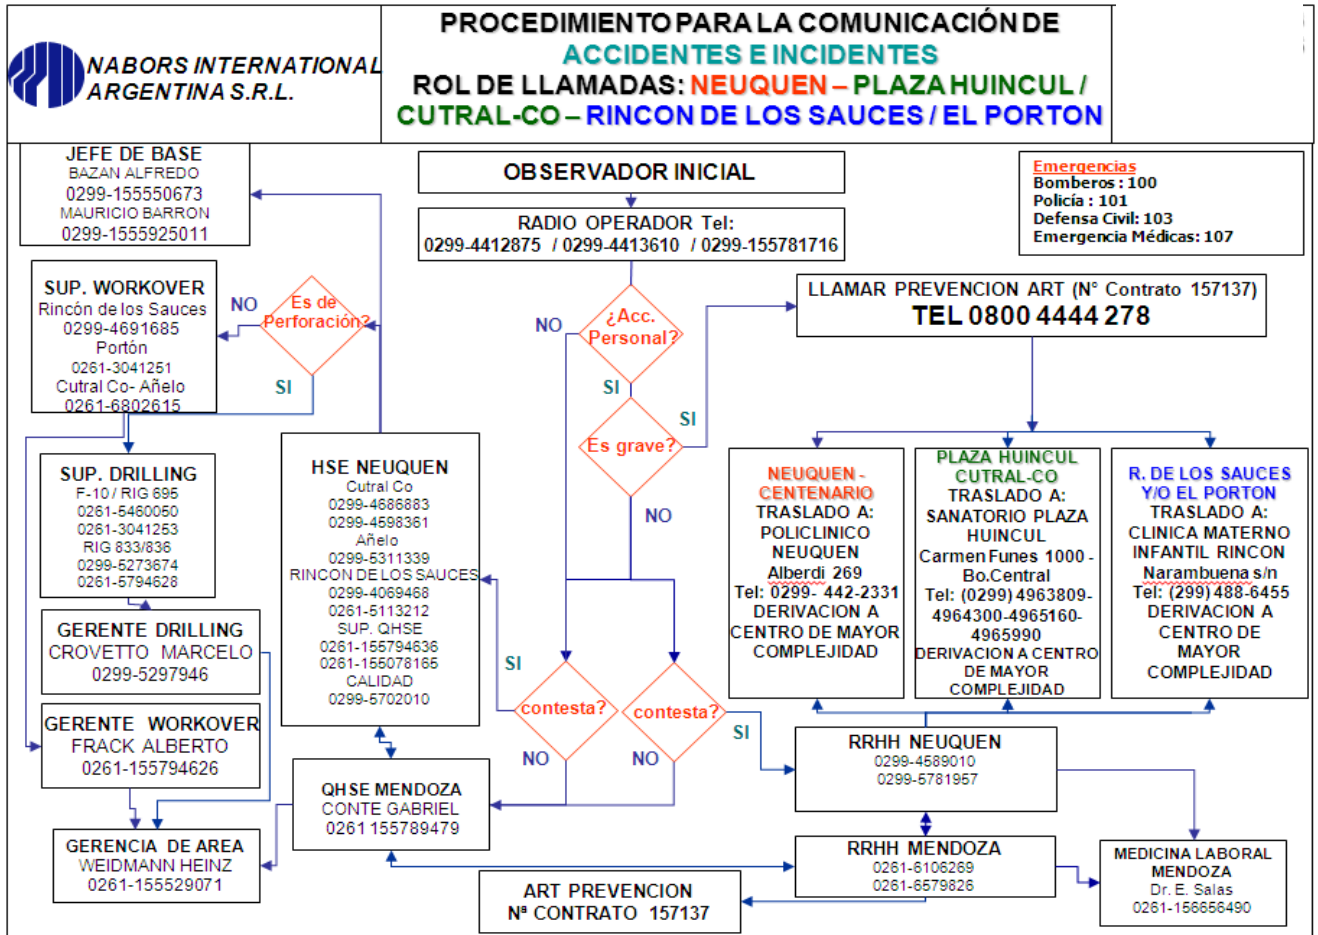 NABORS INTERNATIONAL
ARGENTINA S.R.L.
PROCEDIMIENTO PARA LA COMUNICACIÓN DE
ACCIDENTES E INCIDENTES
ROL DE LLAMADAS: NEUQUEN – PLAZA HUINCUL /
CUTRAL-CO – RINCON DE LOS SAUCES / EL PORTON
JEFE DE BASE
BAZAN ALFREDO
0299-155550673
MAURICIO BARRON
0299-1555925011
OBSERVADOR INICIAL
RADIO OPERADOR Tel:
0299-4412875 / 0299-4413610 / 0299-155781716
Emergencias
Bomberos : 100
Policía : 101
Defensa Civil: 103
Emergencia Médicas: 107
SUP. WORKOVER
Rincón de los Sauces
0299-4691685
Portón
0261-3041251
Cutral Co- Añelo
0261-6802615
NO
Es de
Perforación?
SI
NO
¿Acc.
Personal?
SI
LLAMAR PREVENCION ART (N° Contrato 157137)
TEL 0800 4444 278
Es grave?
SI
NO
SUP. DRILLING
F-10 / RIG 695
0261-5460050
0261-3041253
RIG 833/836
0299-5273674
0261-5794628
HSE NEUQUEN
Cutral Co
0299-4686883
0299-4598361
Añelo
0299-5311339
RINCON DE LOS SAUCES
0299-4069468
0261-5113212
SUP. QHSE
0261-155794636
0261-155078165
CALIDAD
0299-5702010
NEUQUEN -
CENTENARIO
TRASLADO A:
POLICLINICO
NEUQUEN
Alberdi 269
Tel: 0299- 442-2331
DERIVACION A
CENTRO DE MAYOR
COMPLEJIDAD
PLAZA HUINCUL
CUTRAL-CO
TRASLADO A:
SANATORIO PLAZA
HUINCUL
Carmen Funes 1000 -
Bo.Central
Tel: (0299) 4963809-
4964300-4965160-
4965990
DERIVACION A CENTRO
DE MAYOR
COMPLEJIDAD
R. DE LOS SAUCES
Y/O EL PORTON
TRASLADO A:
CLINICA MATERNO
INFANTIL RINCON
Narambuena s/n
Tel: (299) 488-6455
DERIVACION A
CENTRO DE
MAYOR
COMPLEJIDAD
GERENTE DRILLING
CROVETTO MARCELO
0299-5297946
GERENTE WORKOVER
FRACK ALBERTO
0261-155794626
SI
contesta?
NO
contesta?
SI
NO
RRHH NEUQUEN
0299-4589010
0299-5781957
QHSE MENDOZA
CONTE GABRIEL
0261 155789479
GERENCIA DE AREA
WEIDMANN HEINZ
0261-155529071
RRHH MENDOZA
0261-6106269
0261-6579826
MEDICINA LABORAL
MENDOZA
Dr. E. Salas
0261-156656490
ART PREVENCION
Nª CONTRATO 157137